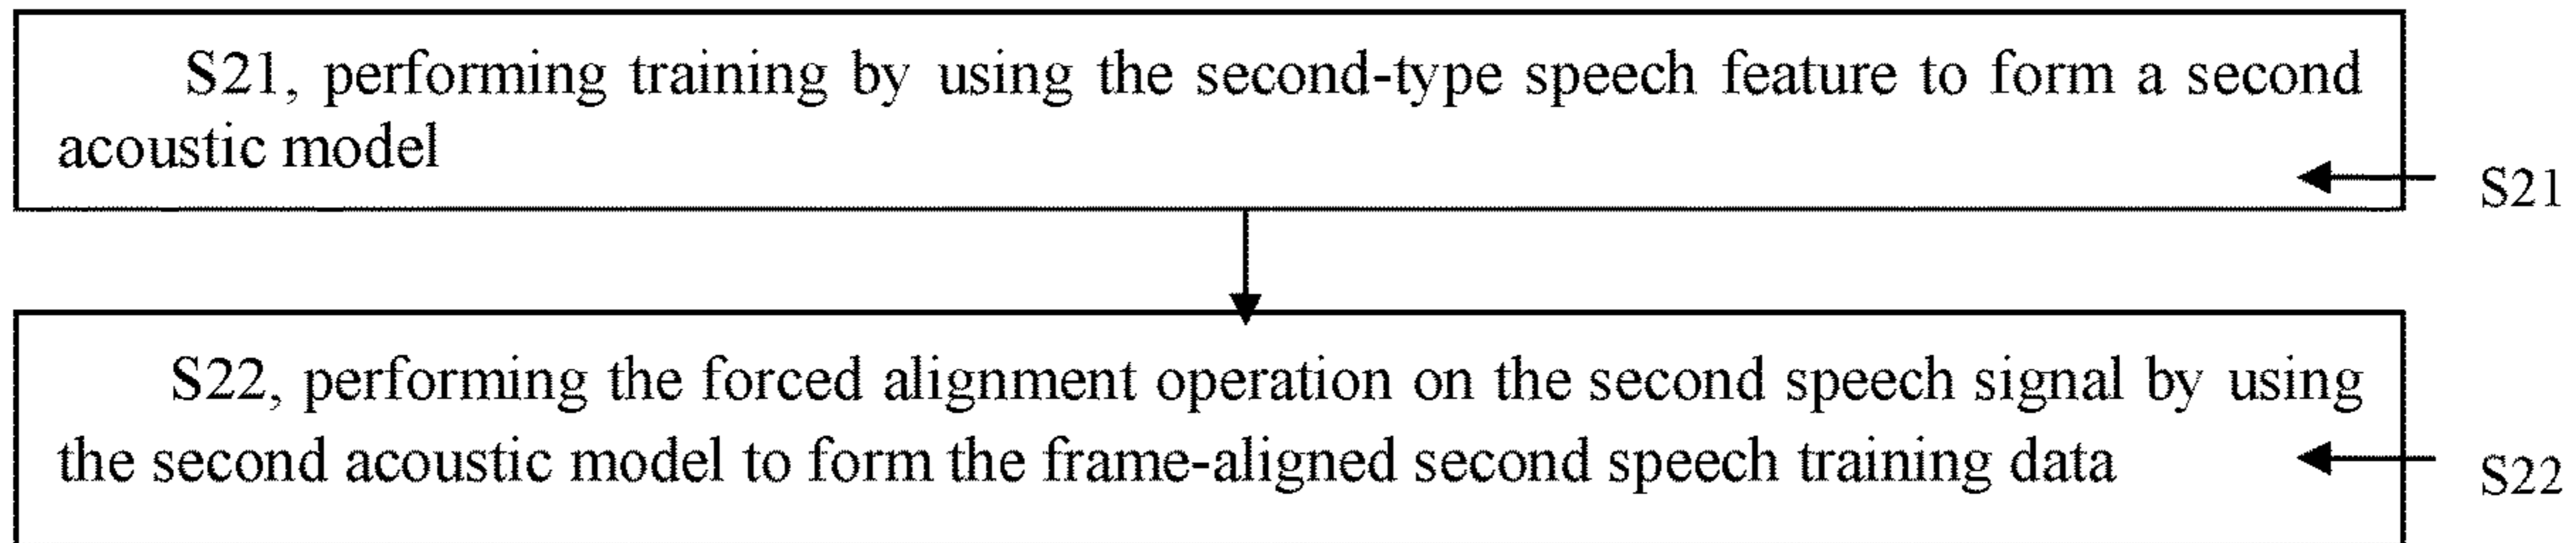 S21, performing training by using the second-type speech feature to form a second
acoustic model
S21
S22, performing the forced alignment operation on the second speech signal by using
the second acoustic model to form the frame-aligned second speech training data
S22